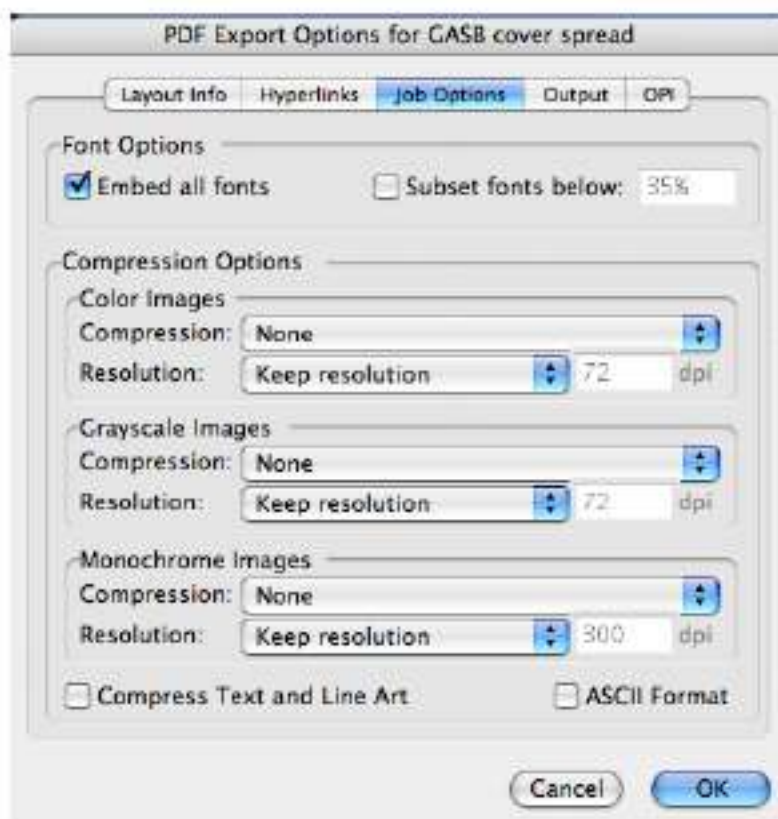 PDF Export Options for GASB cover spread
Layout Info Hyperlinks Job Options Output OPI
Font Options
Embed all fonts Subset fonts below: 35%
Compression Options
Color Images
Compression: None
Resolution: Keep resolution 72 dpi
Grayscale Images
Compression: None
Resolution: Keep resolution 72 dpi
Monochrome Images
Compression: None
Resolution: Keep resolution 300 dpi
Compress Text and Line Art ASCII Format
Cancel OK